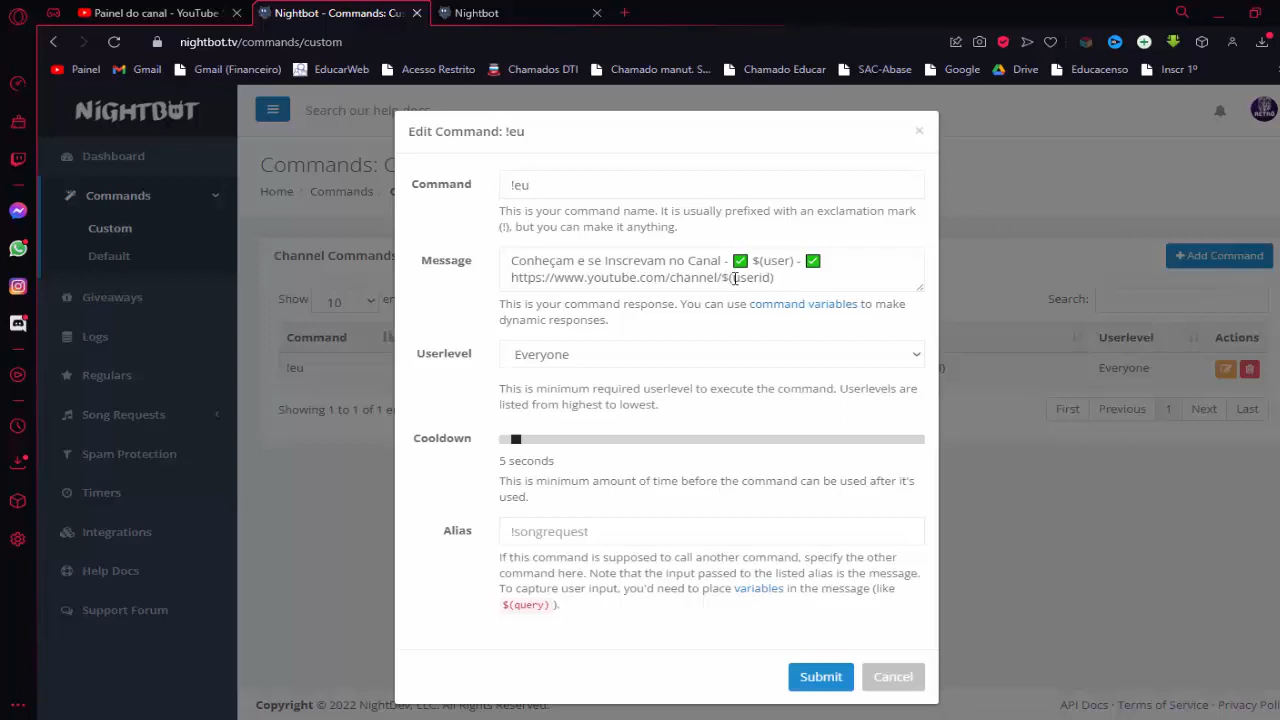 Painel do canal - YouTube
Nightbot - Commands: Cu
Nightbot
nightbot.tv/commands/custom
Painel
Gmail
Gmail (Financeiro)
EducarWeb
Acesso Restrito
Chamados DTI
Chamado manut. S...
Chamado Educar
SAC-Abase
Google
Drive
Educacenso
Inscr 1º
NIGHTBOT
Search our help docs
Dashboard
Commands
Custom
Default
Giveaways
Logs
Regulars
Song Requests
Spam Protection
Timers
Integrations
Help Docs
Support Forum
Commands: C
Home
Commands
Channel Commands
Add Command
Show 10
Search:
Command
Userlevel
Actions
!eu
Everyone
Showing 1 to 1 of 1 e
First
Previous
1
Next
Last
Edit Command: !eu
×
Command
!eu
This is your command name. It is usually prefixed with an exclamation mark
(!), but you can make it anything.
Message
Conheçam e se Inscrevam no Canal - ✅ $(user) - ✅
https://www.youtube.com/channel/$(userid)
This is your command response. You can use command variables to make
dynamic responses.
Userlevel
Everyone
This is minimum required userlevel to execute the command. Userlevels are
listed from highest to lowest.
Cooldown
5 seconds
This is minimum amount of time before the command can be used after it's
used.
Alias
!songrequest
If this command is supposed to call another command, specify the other
command here. Note that the input passed to the listed alias is the message.
To capture user input, you'd need to place variables in the message (like
$(query) ).
Submit
Cancel
Copyright © 2022 NightDev, LLC. All Rights Reserved.
API Docs - Terms of Service - Privacy Poli